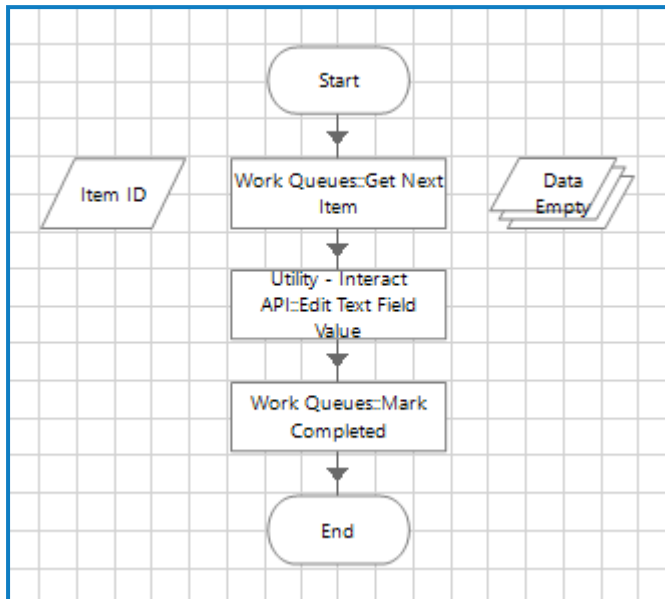 Start
Item ID
Work Queues::Get Next
Item
Data
Empty
Utility - Interact
API::Edit Text Field
Value
Work Queues::Mark
Completed
End